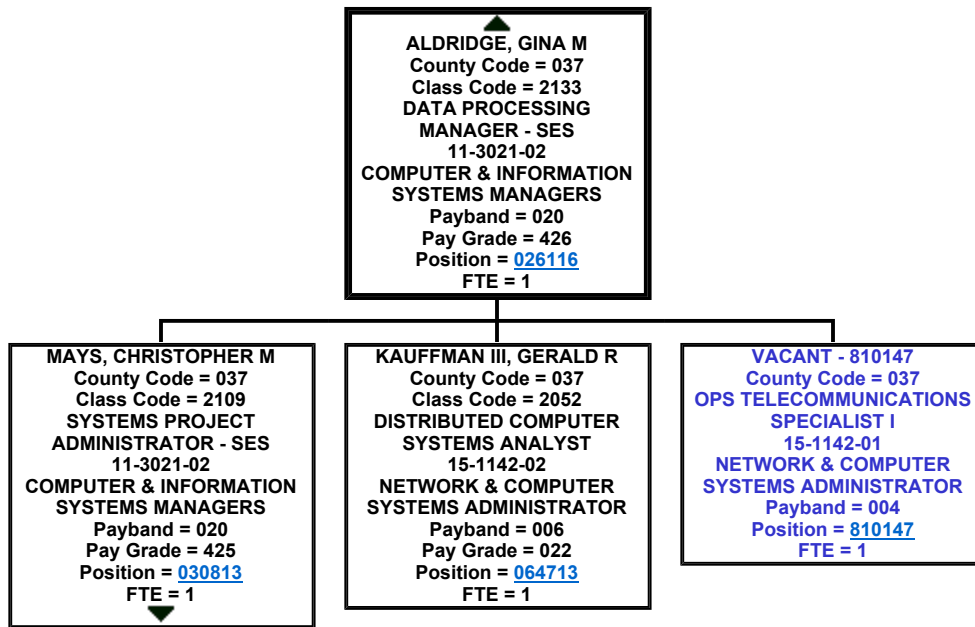 ALDRIDGE, GINA M
County Code = 037
Class Code = 2133
DATA PROCESSING
MANAGER - SES
11-3021-02
COMPUTER & INFORMATION
SYSTEMS MANAGERS
Payband = 020
Pay Grade = 426
Position = 026116
FTE = 1
MAYS, CHRISTOPHER M
County Code = 037
Class Code = 2109
SYSTEMS PROJECT
ADMINISTRATOR - SES
11-3021-02
COMPUTER & INFORMATION
SYSTEMS MANAGERS
Payband = 020
Pay Grade = 425
Position = 030813
FTE = 1
KAUFFMAN III, GERALD R
County Code = 037
Class Code = 2052
DISTRIBUTED COMPUTER
SYSTEMS ANALYST
15-1142-02
NETWORK & COMPUTER
SYSTEMS ADMINISTRATOR
Payband = 006
Pay Grade = 022
Position = 064713
FTE = 1
VACANT - 810147
County Code = 037
OPS TELECOMMUNICATIONS
SPECIALIST I
15-1142-01
NETWORK & COMPUTER
SYSTEMS ADMINISTRATOR
Payband = 004
Position = 810147
FTE = 1